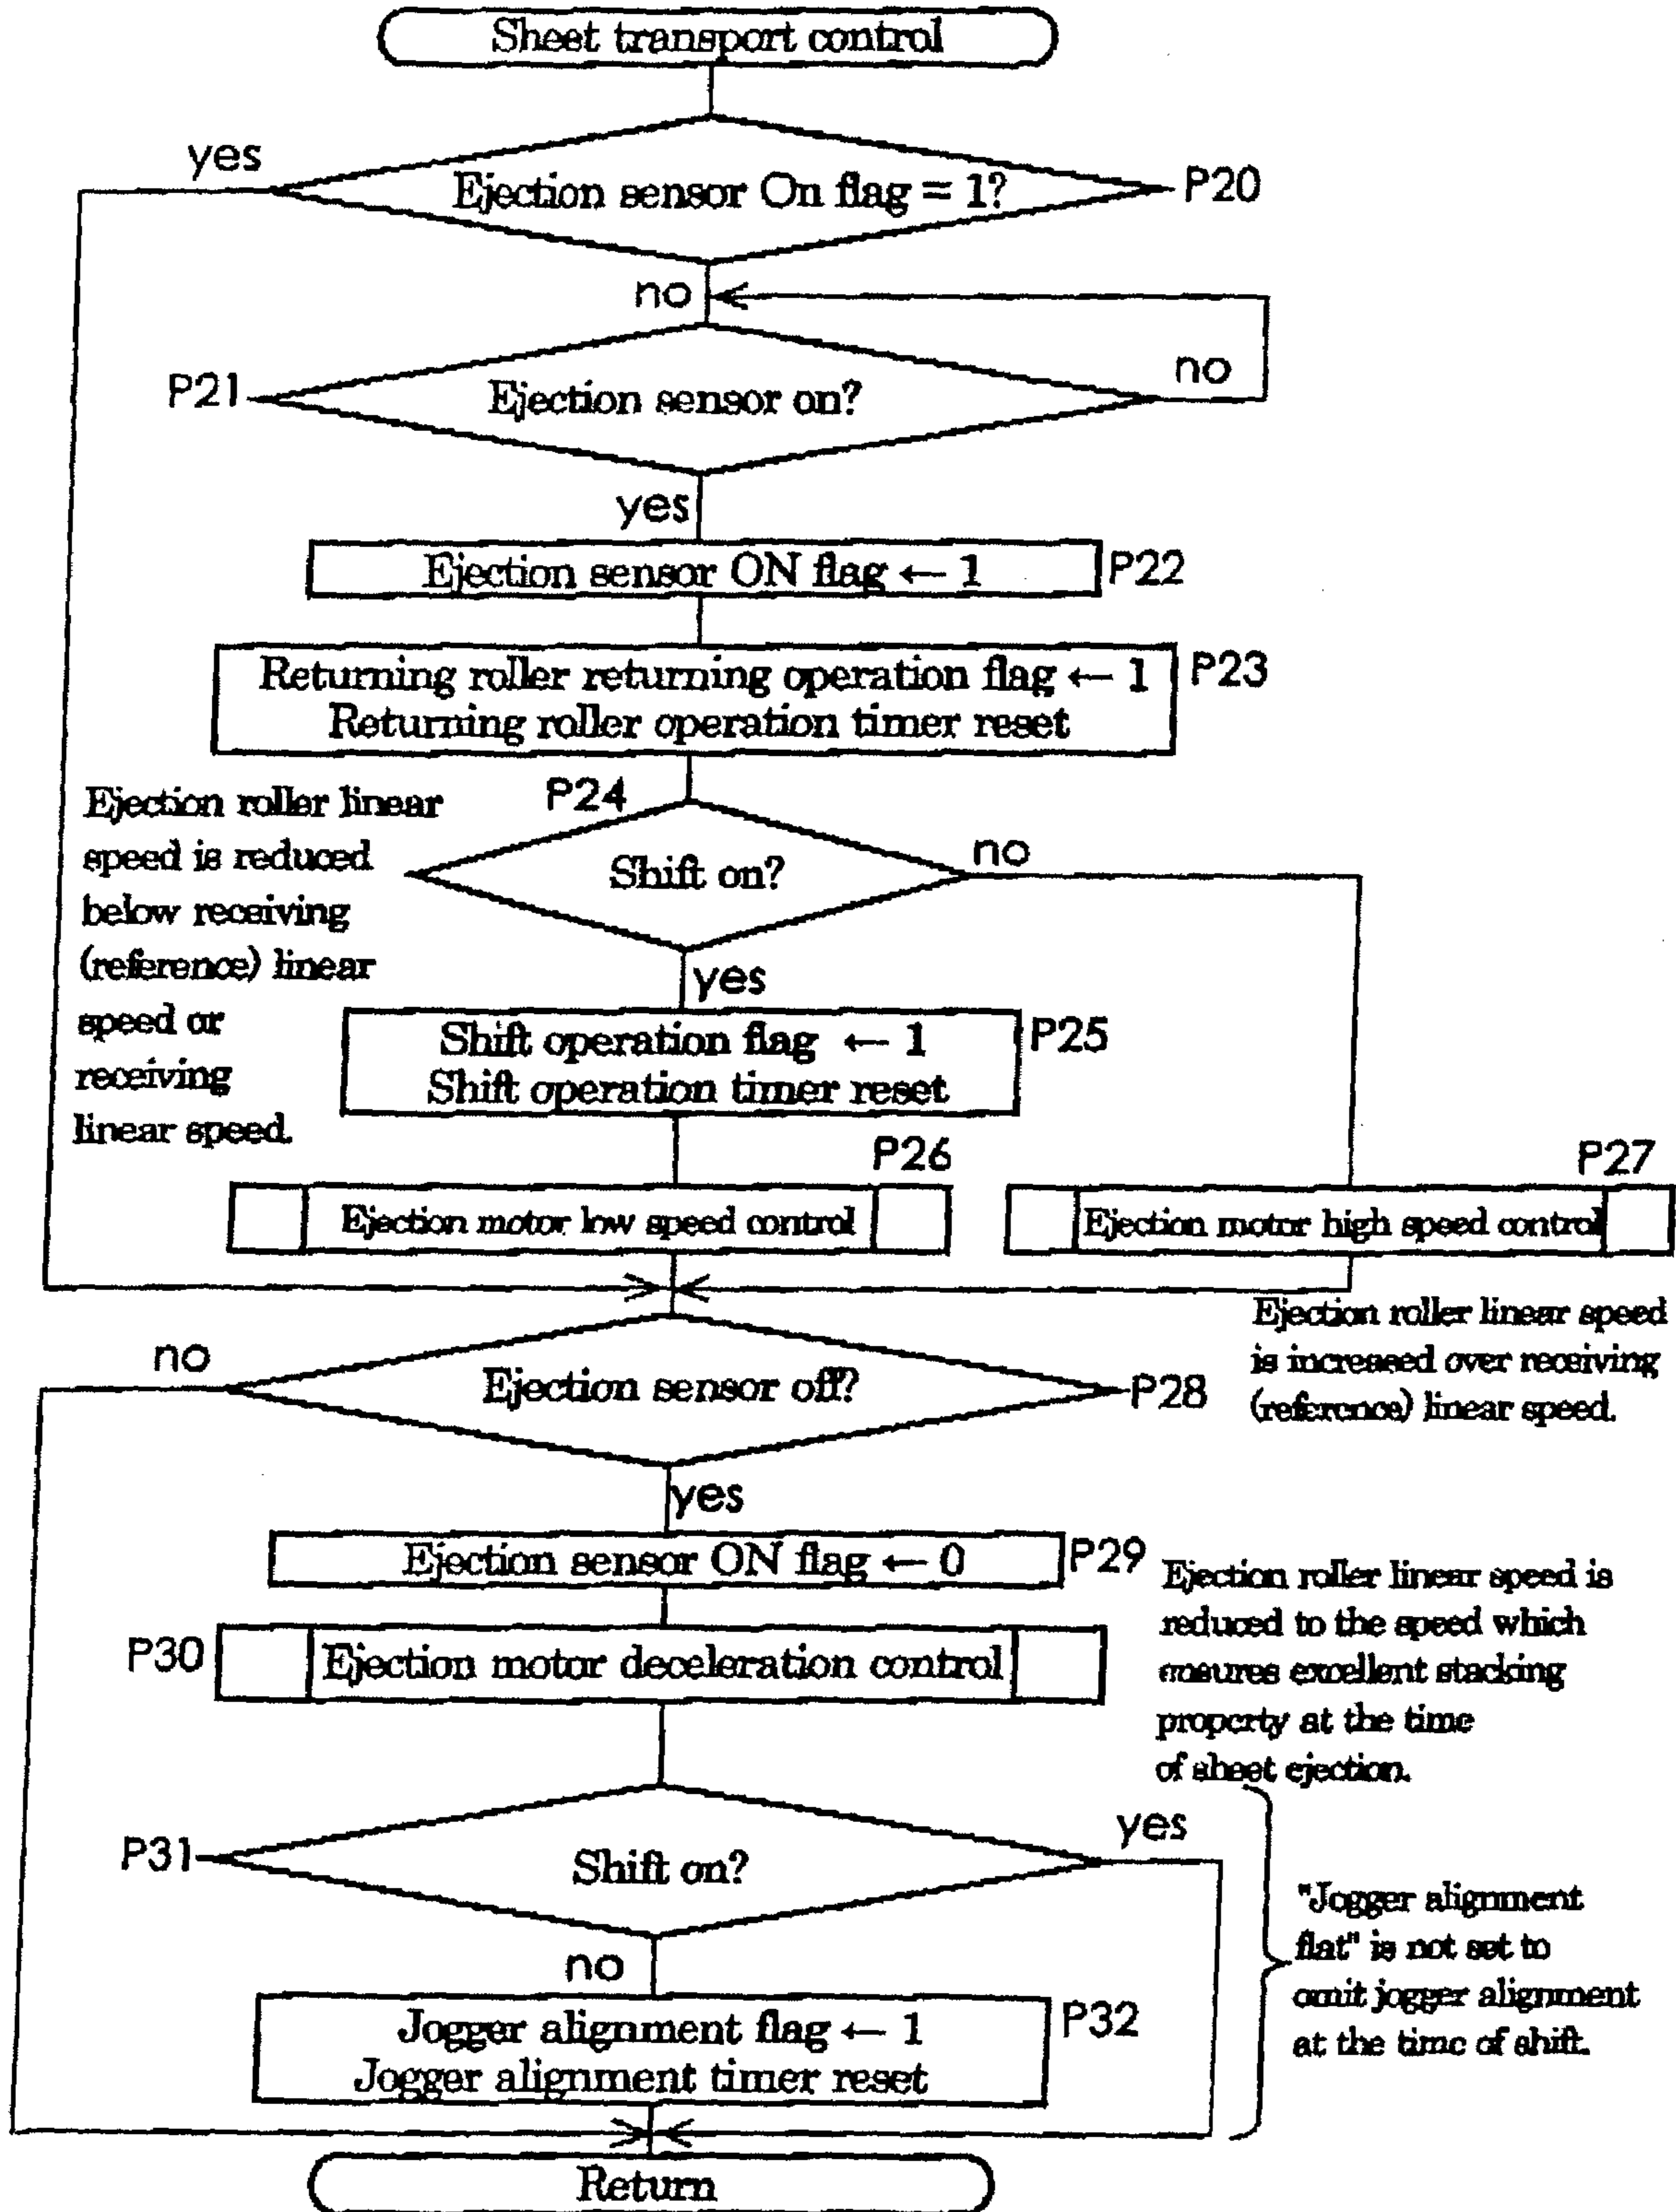 Sheet transport control
yes
Ejection sensor On flag = 1?
P20
no
P21
Ejection sensor on?
no
yes
Ejection sensor ON flag ← 1
P22
Returning roller returning operation flag ← 1
Returning roller operation timer reset
P23
Ejection roller linear
speed is reduced
below receiving
(reference) linear
speed or
receiving
linear speed.
P24
Shift on?
no
yes
Shift operation flag ← 1
Shift operation timer reset
P25
P26
Ejection motor low speed control
P27
Ejection motor high speed control
Ejection roller linear speed
is increased over receiving
(reference) linear speed.
no
Ejection sensor off?
P28
yes
Ejection sensor ON flag ← 0
P29
Ejection roller linear speed is
reduced to the speed which
ensures excellent stacking
property at the time
of sheet ejection.
P30
Ejection motor deceleration control
P31
Shift on?
yes
"Jogger alignment
flat" is not set to
omit jogger alignment
at the time of shift.
no
Jogger alignment flag ← 1
Jogger alignment timer reset
P32
Return